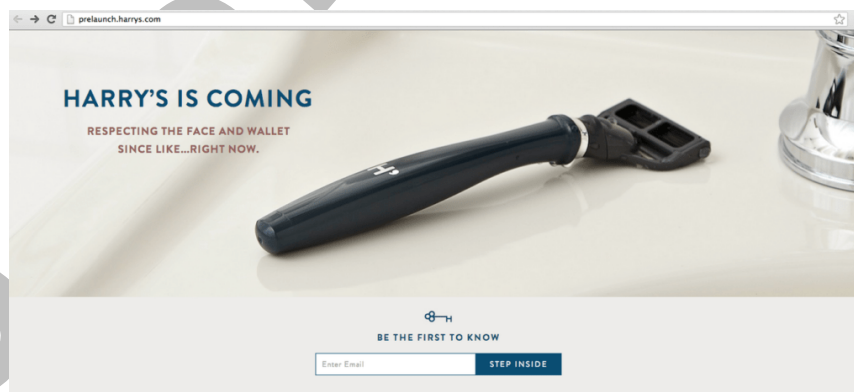 prelaunch.harrys.com
HARRY'S IS COMING
RESPECTING THE FACE AND WALLET
SINCE LIKE...RIGHT NOW.
H'
H
BE THE FIRST TO KNOW
Enter Email
STEP INSIDE